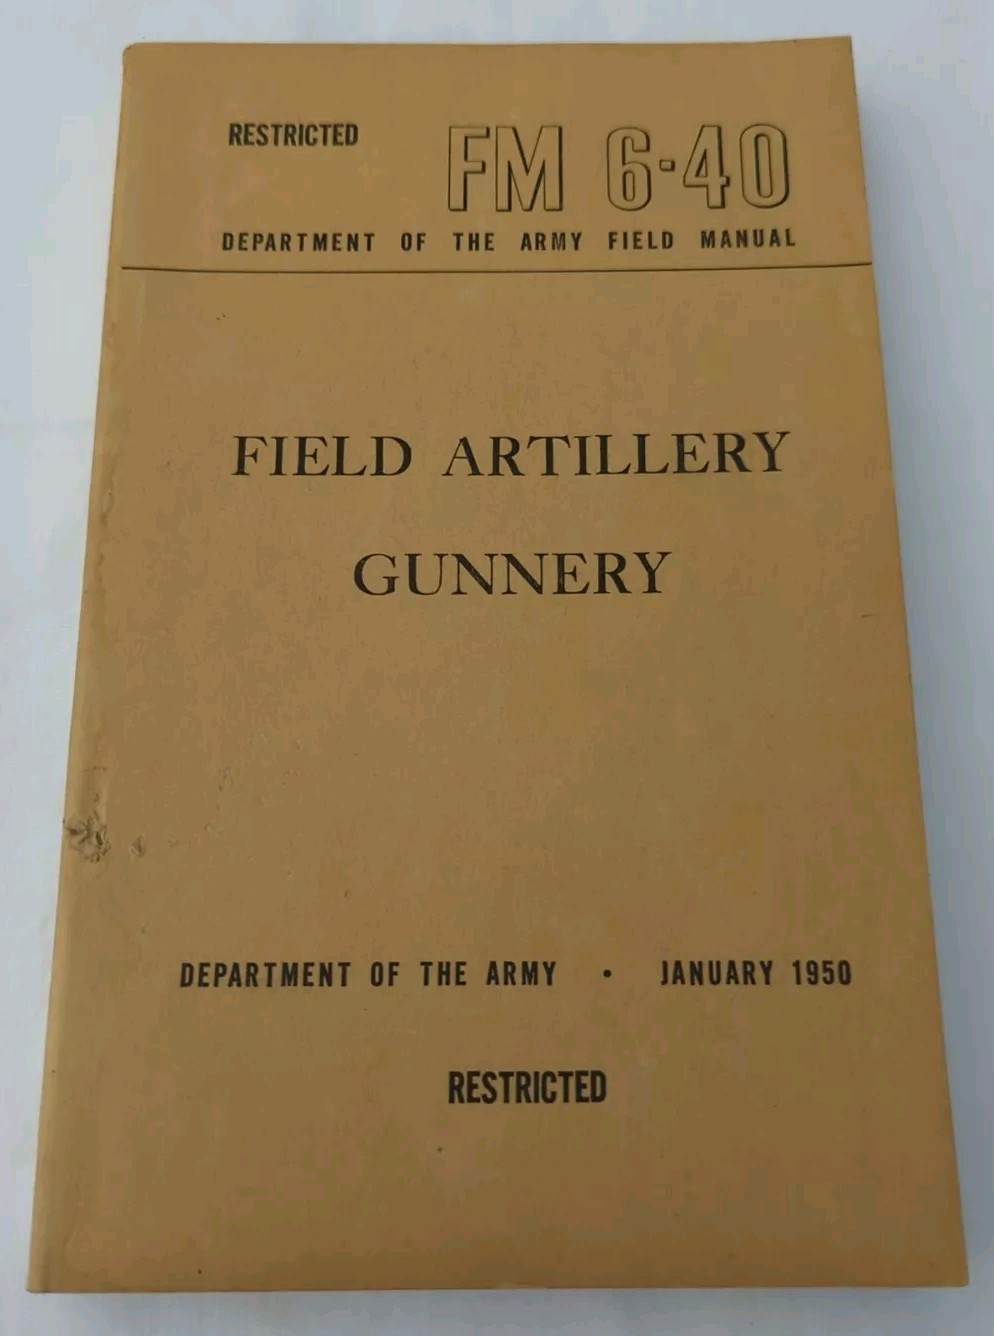 RESTRICTED FM 6-40
DEPARTMENT OF THE ARMY FIELD MANUAL
FIELD ARTILLERY
GUNNERY
DEPARTMENT OF THE ARMY • JANUARY 1950
RESTRICTED